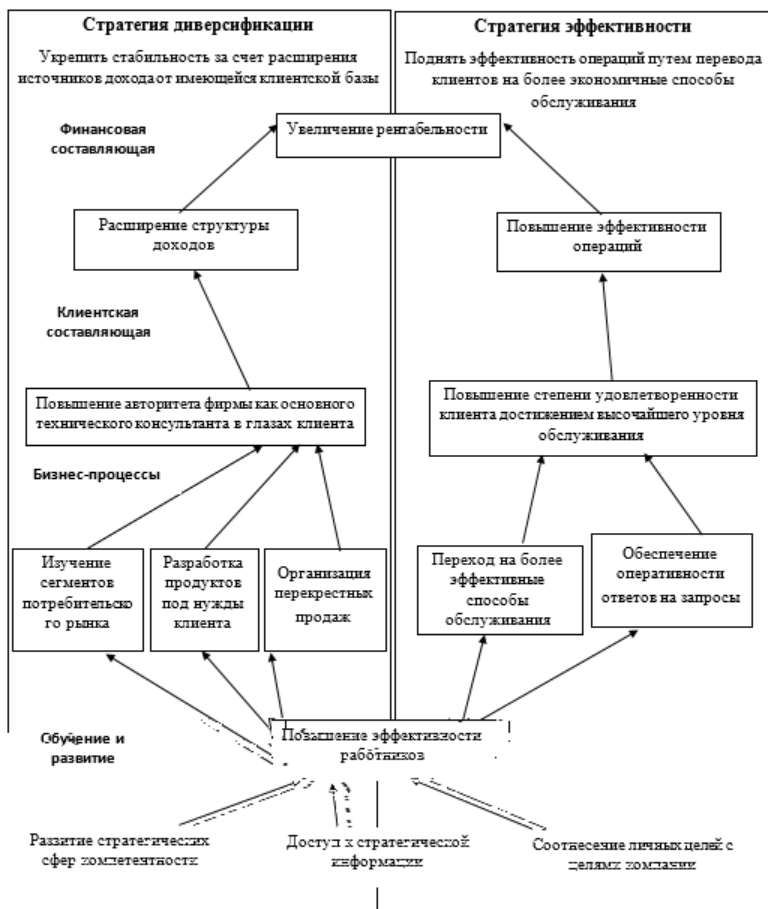 Стратегия диверсификации
Укрепить стабильность за счет расширения
источников дохода от имеющейся клиентской базы
Стратегия эффективности
Поднять эффективность операций путем перевода
клиентов на более экономичные способы
обслуживания
Финансовая
составляющая
Увеличение рентабельности
Расширение структуры
доходов
Повышение эффективности
операций
Клиентская
составляющая
Повышение авторитета фирмы как основного
технического консультанта в глазах клиента
Повышение степени удовлетворенности
клиента достижением высочайшего уровня
обслуживания
Бизнес-процессы
Изучение
сегментов
потребительско
го рынка
Разработка
продуктов
под нужды
клиента
Организация
перекрестных
продаж
Переход на более
эффективные
способы
обслуживания
Обеспечение
оперативности
ответов на запросы
Обучение и
развитие
Повышение эффективности
работников
Развитие стратегических
сфер компетентности
Доступ к стратегической
информации
Соотнесение личных целей с
целями компании